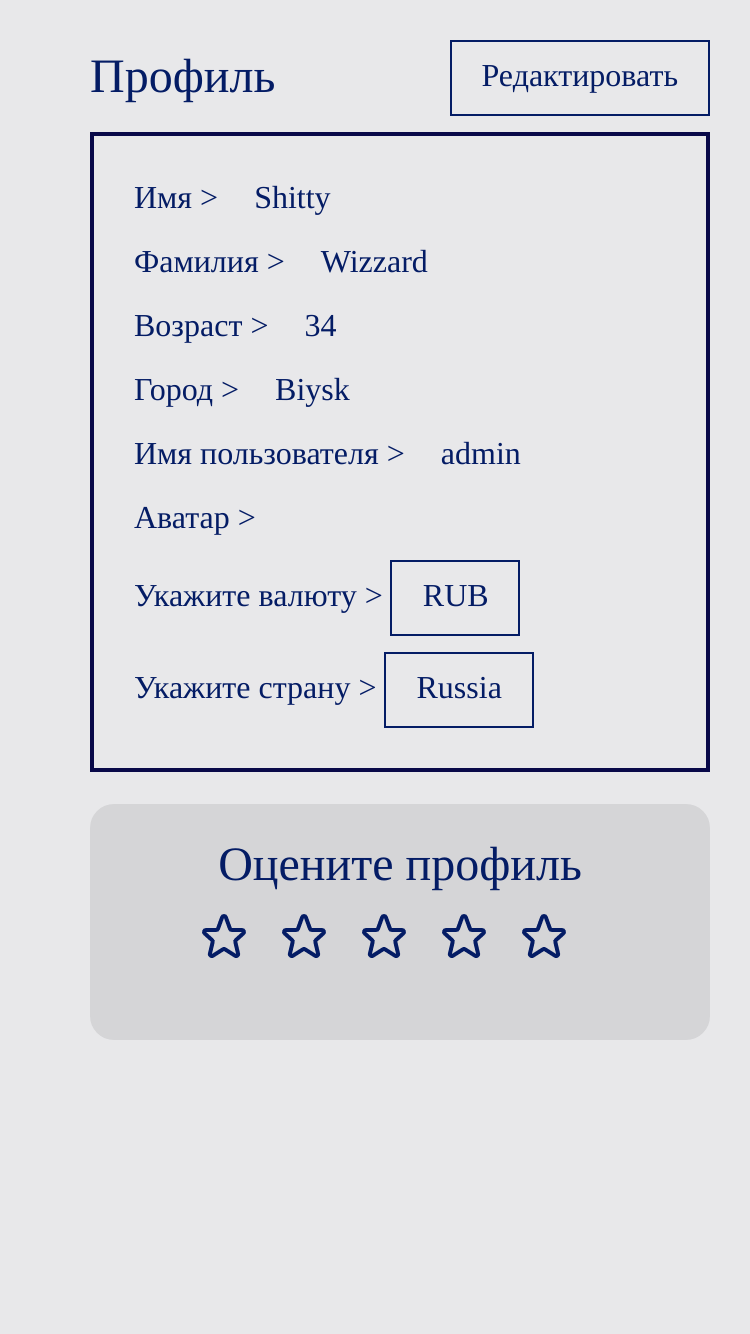 Профиль
Редактировать
Имя > Shitty
Фамилия > Wizzard
Возраст > 34
Город > Biysk
Имя пользователя > admin
Аватар >
Укажите валюту > RUB
Укажите страну > Russia
Оцените профиль